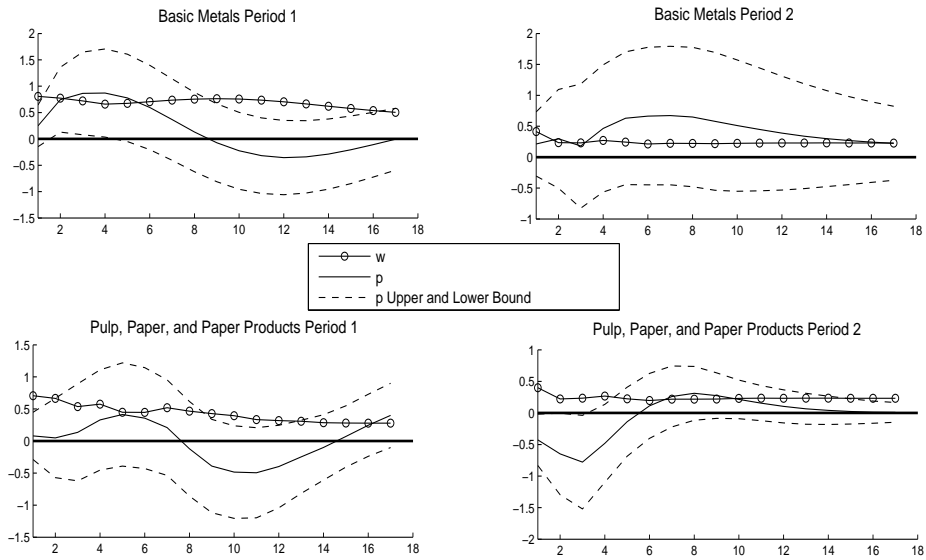 Basic Metals Period 1
2
1.5
1
0.5
0
−0.5
−1
−1.5
2 4 6 8 10 12 14 16 18
Basic Metals Period 2
2
1.5
1
0.5
0
−0.5
−1
2 4 6 8 10 12 14 16 18
w
p
p Upper and Lower Bound
Pulp, Paper, and Paper Products Period 1
1.5
1
0.5
0
−0.5
−1
−1.5
2 4 6 8 10 12 14 16 18
Pulp, Paper, and Paper Products Period 2
1
0.5
0
−0.5
−1
−1.5
−2
2 4 6 8 10 12 14 16 18